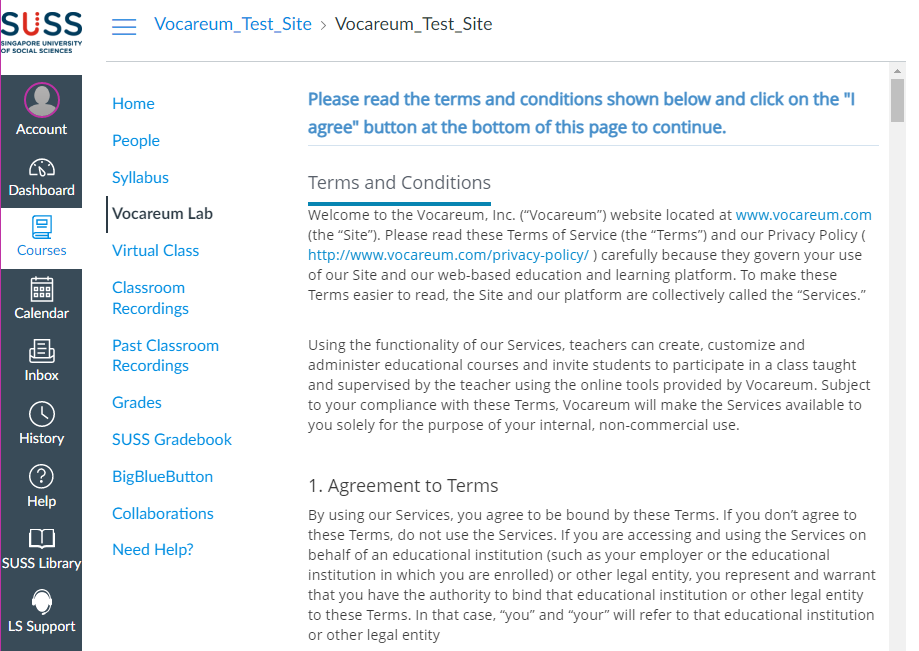 SUSS
SINGAPORE UNIVERSITY
OF SOCIAL SCIENCES
Vocareum_Test_Site › Vocareum_Test_Site
Account
Dashboard
Courses
Calendar
Inbox
History
Help
SUSS Library
LS Support
Home
People
Syllabus
Vocareum Lab
Virtual Class
Classroom
Recordings
Past Classroom
Recordings
Grades
SUSS Gradebook
BigBlueButton
Collaborations
Need Help?
Please read the terms and conditions shown below and click on the "I
agree" button at the bottom of this page to continue.
Terms and Conditions
Welcome to the Vocareum, Inc. (“Vocareum”) website located at www.vocareum.com
(the “Site”). Please read these Terms of Service (the “Terms”) and our Privacy Policy (
http://www.vocareum.com/privacy-policy/ ) carefully because they govern your use
of our Site and our web-based education and learning platform. To make these
Terms easier to read, the Site and our platform are collectively called the “Services.”
Using the functionality of our Services, teachers can create, customize and
administer educational courses and invite students to participate in a class taught
and supervised by the teacher using the online tools provided by Vocareum. Subject
to your compliance with these Terms, Vocareum will make the Services available to
you solely for the purpose of your internal, non-commercial use.
1. Agreement to Terms
By using our Services, you agree to be bound by these Terms. If you don’t agree to
these Terms, do not use the Services. If you are accessing and using the Services on
behalf of an educational institution (such as your employer or the educational
institution in which you are enrolled) or other legal entity, you represent and warrant
that you have the authority to bind that educational institution or other legal entity
to these Terms. In that case, “you” and “your” will refer to that educational institution
or other legal entity